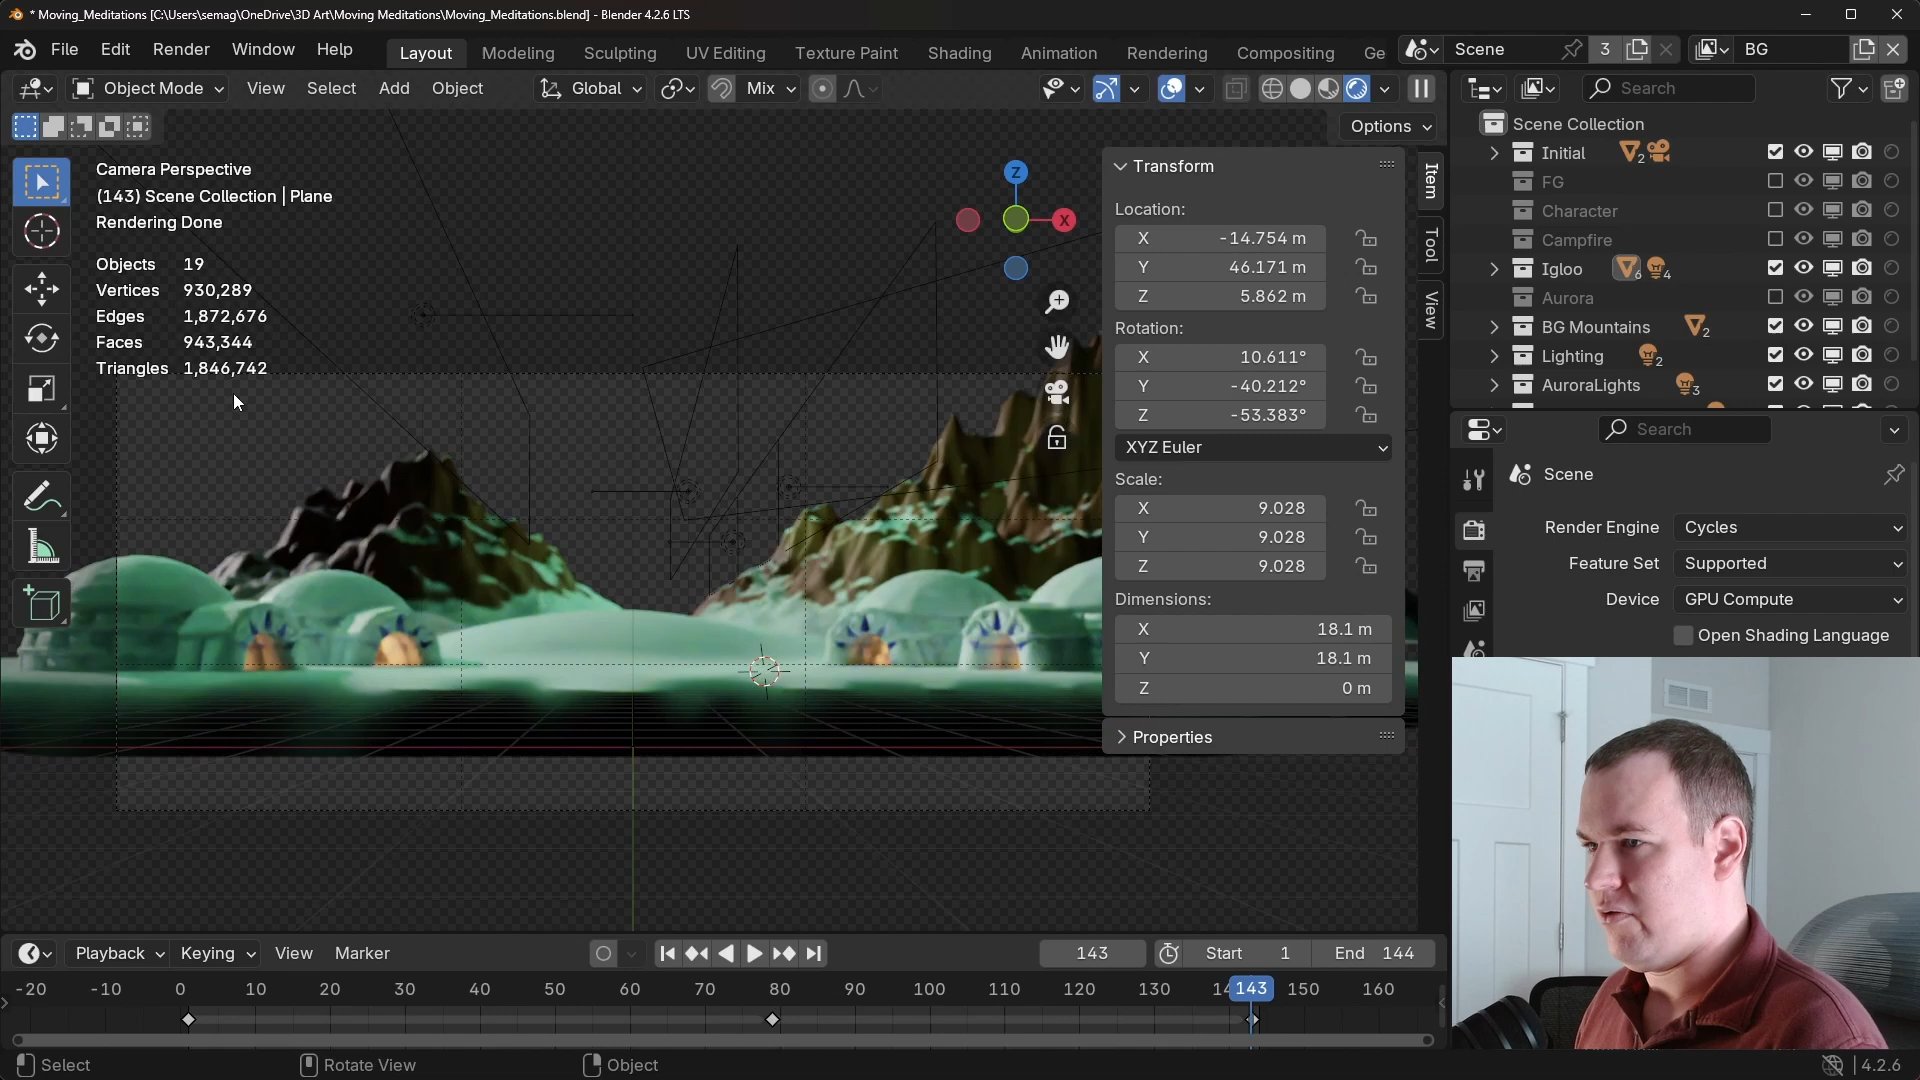 * Moving_Meditations [C:\Users\semag\OneDrive\3D Art\Moving Meditations\Moving_Meditations.blend] - Blender 4.2.6 LTS
File Edit Render Window Help Layout Modeling Sculpting UV Editing Texture Paint Shading Animation Rendering Compositing Ge Scene 3 BG
Object Mode View Select Add Object Global Mix
Options
Camera Perspective
(143) Scene Collection | Plane
Rendering Done
Objects 19
Vertices 930,289
Edges 1,872,676
Faces 943,344
Triangles 1,846,742
Z
X
Transform
Location:
X -14.754 m
Y 46.171 m
Z 5.862 m
Rotation:
X 10.611°
Y -40.212°
Z -53.383°
XYZ Euler
Scale:
X 9.028
Y 9.028
Z 9.028
Dimensions:
X 18.1 m
Y 18.1 m
Z 0 m
Properties
Item
Tool
View
Search
Scene Collection
Initial 2
FG
Character
Campfire
Igloo 6 4
Aurora
BG Mountains 2
Lighting 2
AuroraLights 3
Search
Scene
Render Engine Cycles
Feature Set Supported
Device GPU Compute
Open Shading Language
Playback Keying View Marker 143 Start 1 End 144
-20 -10 0 10 20 30 40 50 60 70 80 90 100 110 120 130 14 143 150 160
Select Rotate View Object 4.2.6